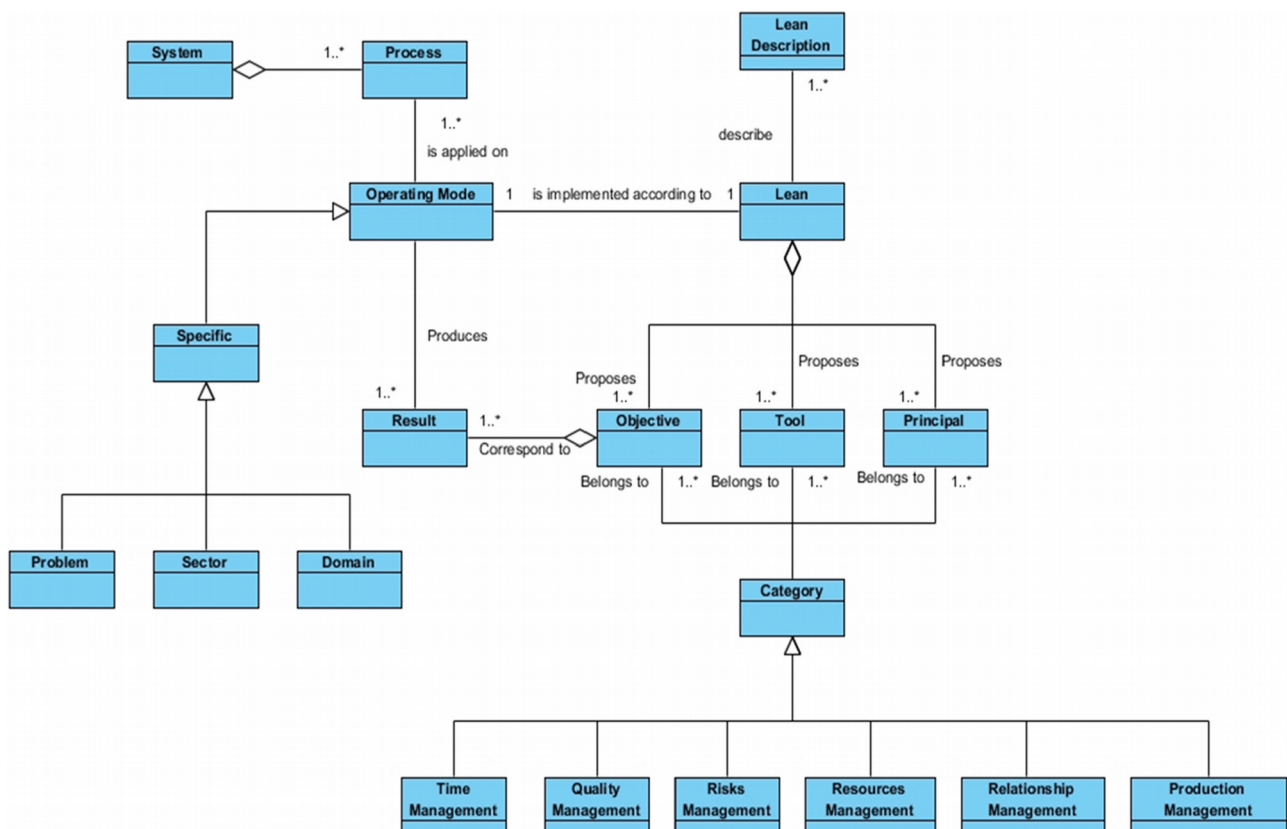 System
1..*
Process
Lean
Description
1..*
1..*
is applied on
describe
Operating Mode
1
is implemented according to
1
Lean
Specific
Produces
Proposes
Proposes
Proposes
1..*
1..*
1..*
1..*
Result
1..*
Correspond to
Objective
Tool
Principal
Belongs to
1..*
Belongs to
1..*
Belongs to
1..*
Problem
Sector
Domain
Category
Time
Management
Quality
Management
Risks
Management
Resources
Management
Relationship
Management
Production
Management